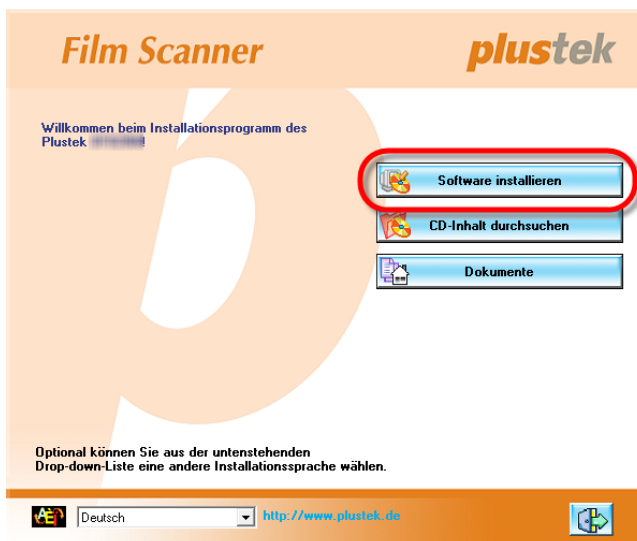 Film Scanner
plustek
Willkommen beim Installationsprogramm des
Plustek !
Software installieren
CD-Inhalt durchsuchen
Dokumente
Optional können Sie aus der untenstehenden
Drop-down-Liste eine andere Installationssprache wählen.
Deutsch
http://www.plustek.de